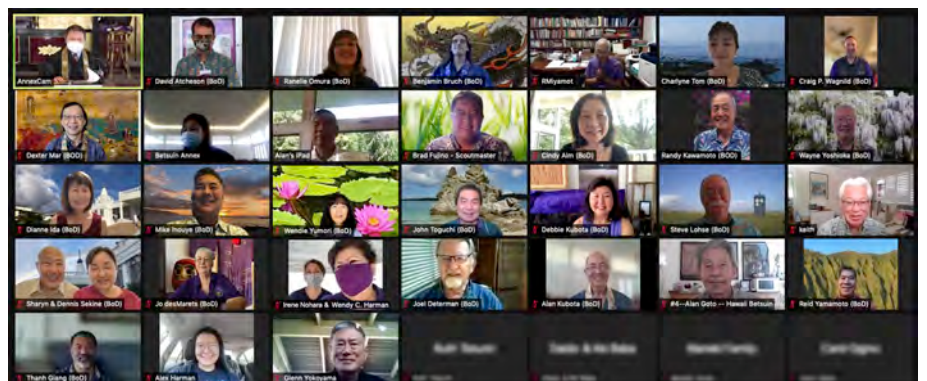 AnnexCam
David Atcheson (BoD)
Ranelle Omura (BoD)
Benjamin Bruch (BoD)
RMiyamot
Charlyne Tom (BoD)
Craig P. Wagnild (BoD)
Dexter Mar (BOD)
Betsuin Annex
Alan's iPad
Brad Fujino - Scoutmaster
Cindy Aim (BoD)
Randy Kawamoto (BOD)
Wayne Yoshioka (BoD)
Dianne Ida (BoD)
Mike Inouye (BoD)
Wendie Yumori (BoD)
John Toguchi (BoD)
Debbie Kubota (BoD)
Steve Lohse (BoD)
keith
Sharyn & Dennis Sekine (BoD)
Jo desMarets (BoD)
Irene Nohara & Wendy C. Harman
Joel Determan (BoD)
Alan Kubota (BoD)
#4--Alan Goto -- Hawaii Betsuin
Reid Yamamoto (BoD)
Thanh Giang (BoD)
Alex Harman
Glenn Yokoyama